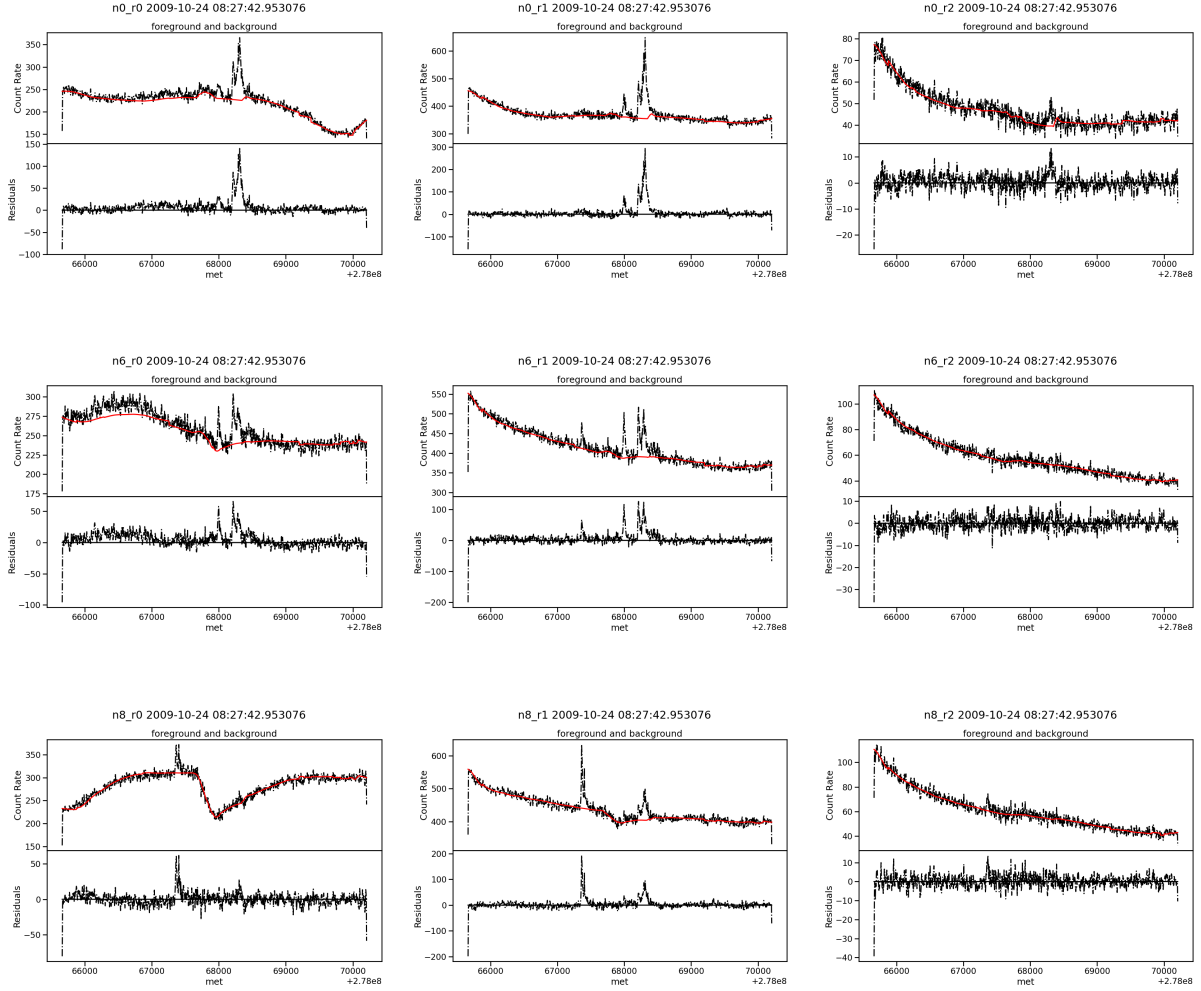 n0_r0 2009-10-24 08:27:42.953076
foreground and background
Count Rate
350
300
250
200
150
Residuals
150
100
50
0
−50
−100
66000 67000 68000 69000 70000
met
+2.78e8
n0_r1 2009-10-24 08:27:42.953076
foreground and background
Count Rate
600
500
400
300
Residuals
300
200
100
0
−100
66000 67000 68000 69000 70000
met
+2.78e8
n0_r2 2009-10-24 08:27:42.953076
foreground and background
Count Rate
80
70
60
50
40
Residuals
10
0
−10
−20
66000 67000 68000 69000 70000
met
+2.78e8
n6_r0 2009-10-24 08:27:42.953076
foreground and background
Count Rate
300
275
250
225
200
175
Residuals
50
0
−50
−100
66000 67000 68000 69000 70000
met
+2.78e8
n6_r1 2009-10-24 08:27:42.953076
foreground and background
Count Rate
550
500
450
400
350
300
Residuals
100
0
−100
−200
66000 67000 68000 69000 70000
met
+2.78e8
n6_r2 2009-10-24 08:27:42.953076
foreground and background
Count Rate
100
80
60
40
Residuals
10
0
−10
−20
−30
66000 67000 68000 69000 70000
met
+2.78e8
n8_r0 2009-10-24 08:27:42.953076
foreground and background
Count Rate
350
300
250
200
150
Residuals
50
0
−50
66000 67000 68000 69000 70000
met
+2.78e8
n8_r1 2009-10-24 08:27:42.953076
foreground and background
Count Rate
600
500
400
Residuals
200
100
0
−100
−200
66000 67000 68000 69000 70000
met
+2.78e8
n8_r2 2009-10-24 08:27:42.953076
foreground and background
Count Rate
100
80
60
40
Residuals
10
0
−10
−20
−30
−40
66000 67000 68000 69000 70000
met
+2.78e8